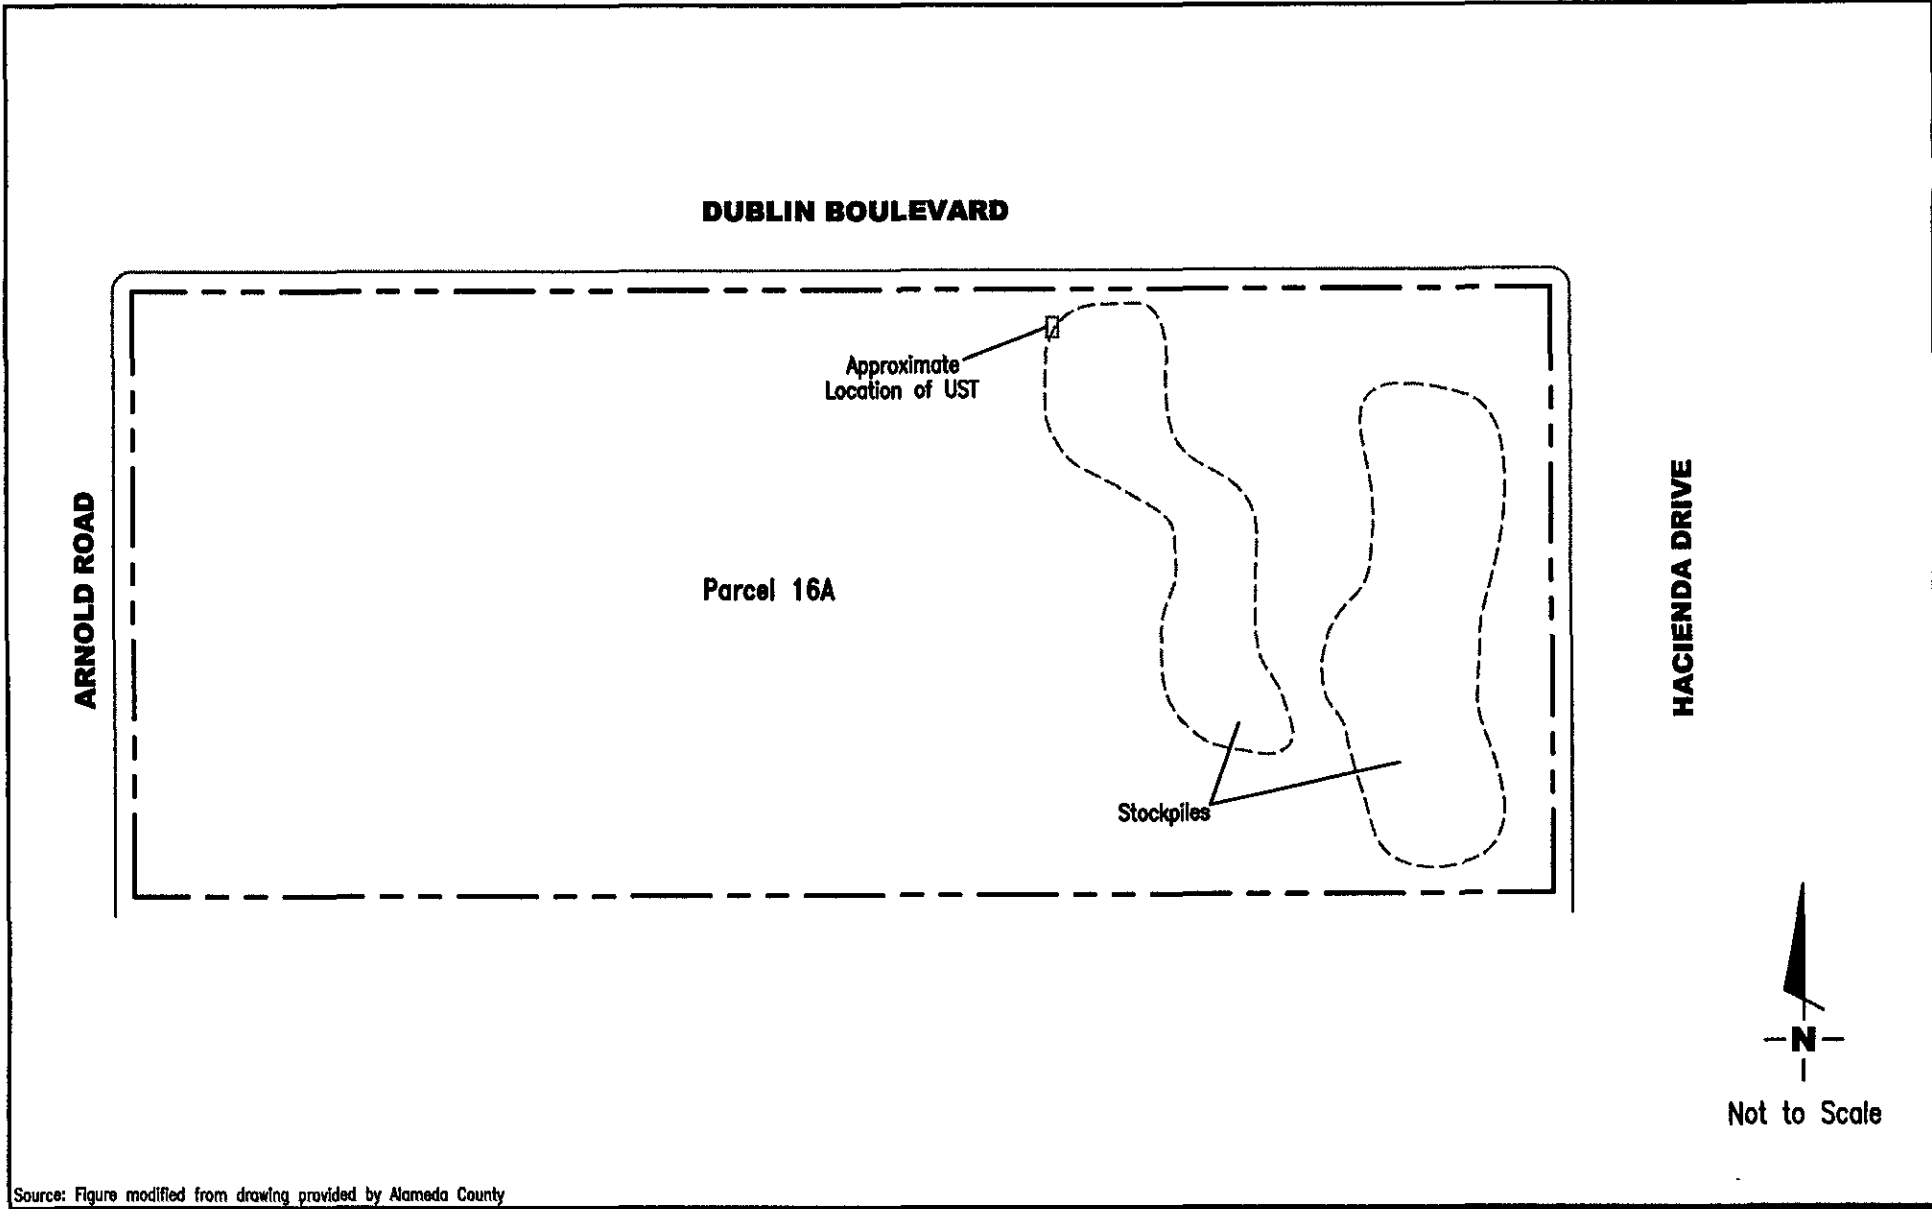 DUBLIN BOULEVARD
Approximate
Location of UST
ARNOLD ROAD
HACIENDA DRIVE
Parcel 16A
Stockpiles
N
Not to Scale
Source: Figure modified from drawing provided by Alameda County